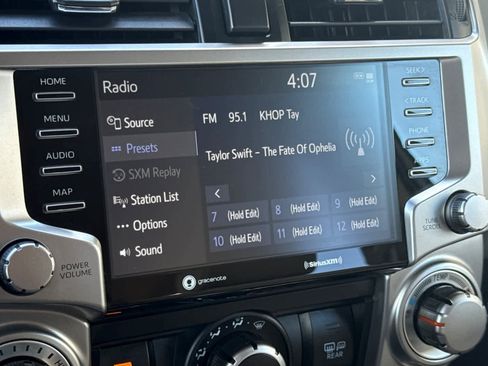 HOME
MENU
AUDIO
MAP
POWER
VOLUME
Radio
4:07
Source
Presets
SXM Replay
Station List
Options
Sound
FM 95.1 KHOP Tay
Taylor Swift - The Fate Of Ophelia
<
>
7 (Hold Edit) 8 (Hold Edit) 9 (Hold Edit)
10 (Hold Edit) 11 (Hold Edit) 12 (Hold Edit)
gracenote
SiriusXM
SEEK>
<TRACK
PHONE
APPS
TUNE
SCROLL
TEMP
REAR